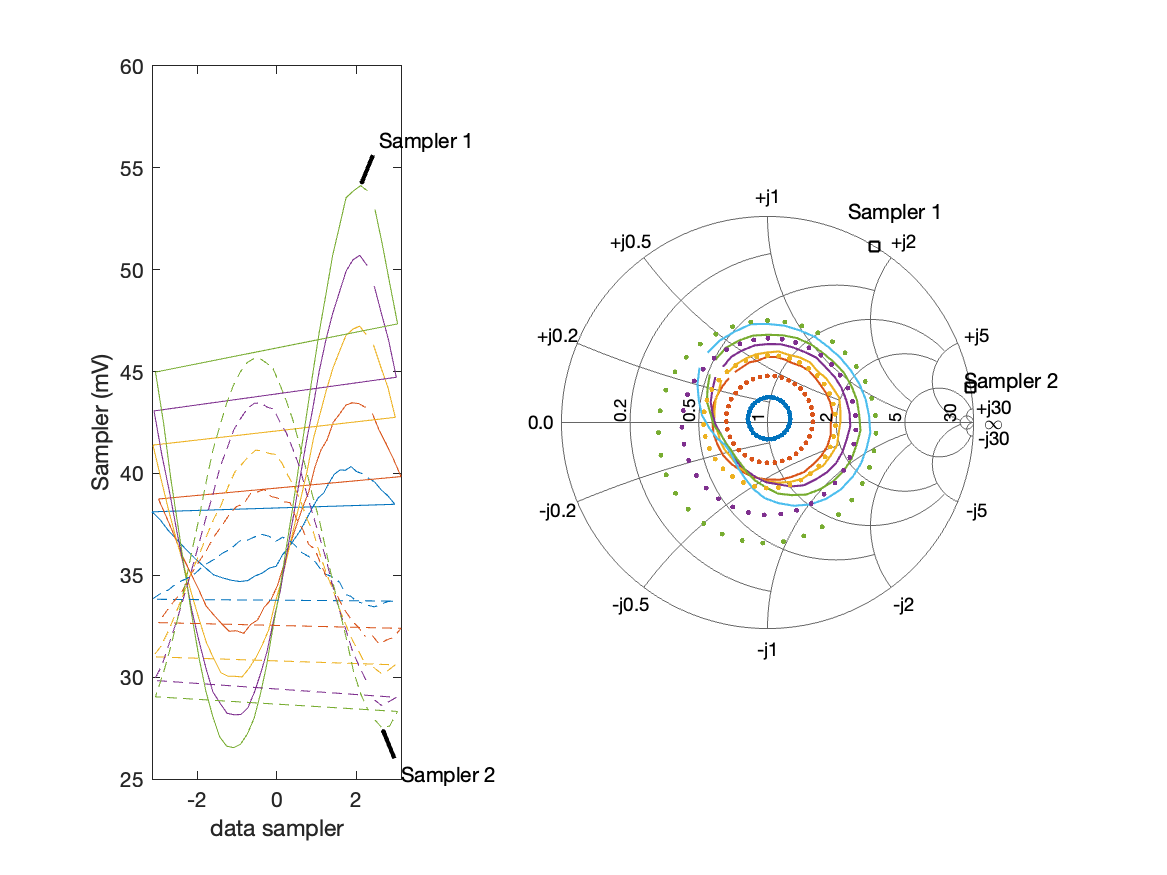 60
55
50
45
40
35
30
25
Sampler (mV)
-2
0
2
data sampler
Sampler 1
Sampler 2
+j1
Sampler 1
+j0.5
+j2
+j0.2
+j5
Sampler 2
0.0
0.2
0.5
1
2
5
30
+j30
∞
-j30
-j0.2
-j5
-j0.5
-j2
-j1